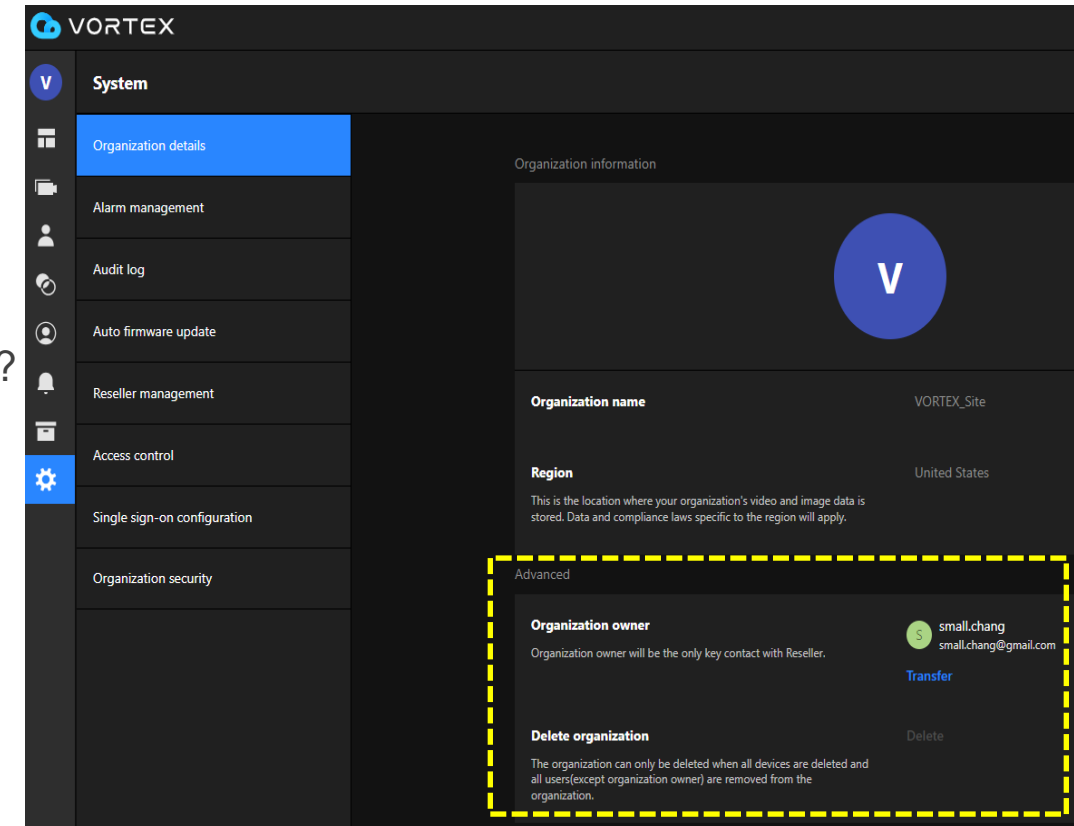 VORTEX
V
System
Organization details
Alarm management
Audit log
Auto firmware update
Reseller management
Access control
Single sign-on configuration
Organization security
?
Organization information
V
Organization name
VORTEX_Site
Region
United States
This is the location where your organization's video and image data is
stored. Data and compliance laws specific to the region will apply.
Advanced
Organization owner
S
small.chang
small.chang@gmail.com
Organization owner will be the only key contact with Reseller.
Transfer
Delete organization
Delete
The organization can only be deleted when all devices are deleted and
all users(except organization owner) are removed from the
organization.